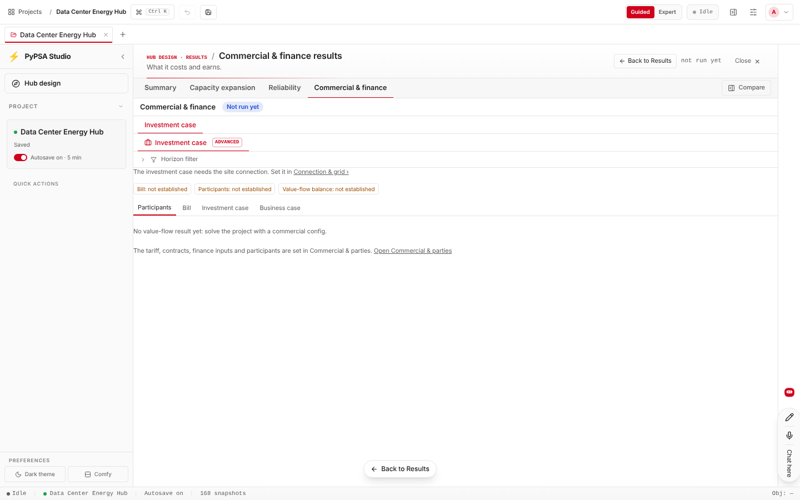 Projects / Data Center Energy Hub ⌘ Ctrl K
Guided Expert Idle A
Data Center Energy Hub × +
PyPSA Studio
HUB DESIGN · RESULTS / Commercial & finance results
What it costs and earns.
← Back to Results not run yet Close ×
Hub design
Summary Capacity expansion Reliability Commercial & finance Compare
PROJECT
Commercial & finance Not run yet
Data Center Energy Hub
Saved
Autosave on · 5 min
Investment case
Investment case ADVANCED
Horizon filter
The investment case needs the site connection. Set it in Connection & grid ›
QUICK ACTIONS
Bill: not established Participants: not established Value-flow balance: not established
Participants Bill Investment case Business case
No value-flow result yet: solve the project with a commercial config.
The tariff, contracts, finance inputs and participants are set in Commercial & parties. Open Commercial & parties
Chat here
PREFERENCES
Dark theme Comfy
← Back to Results
Idle Data Center Energy Hub Autosave on 168 snapshots Obj: —